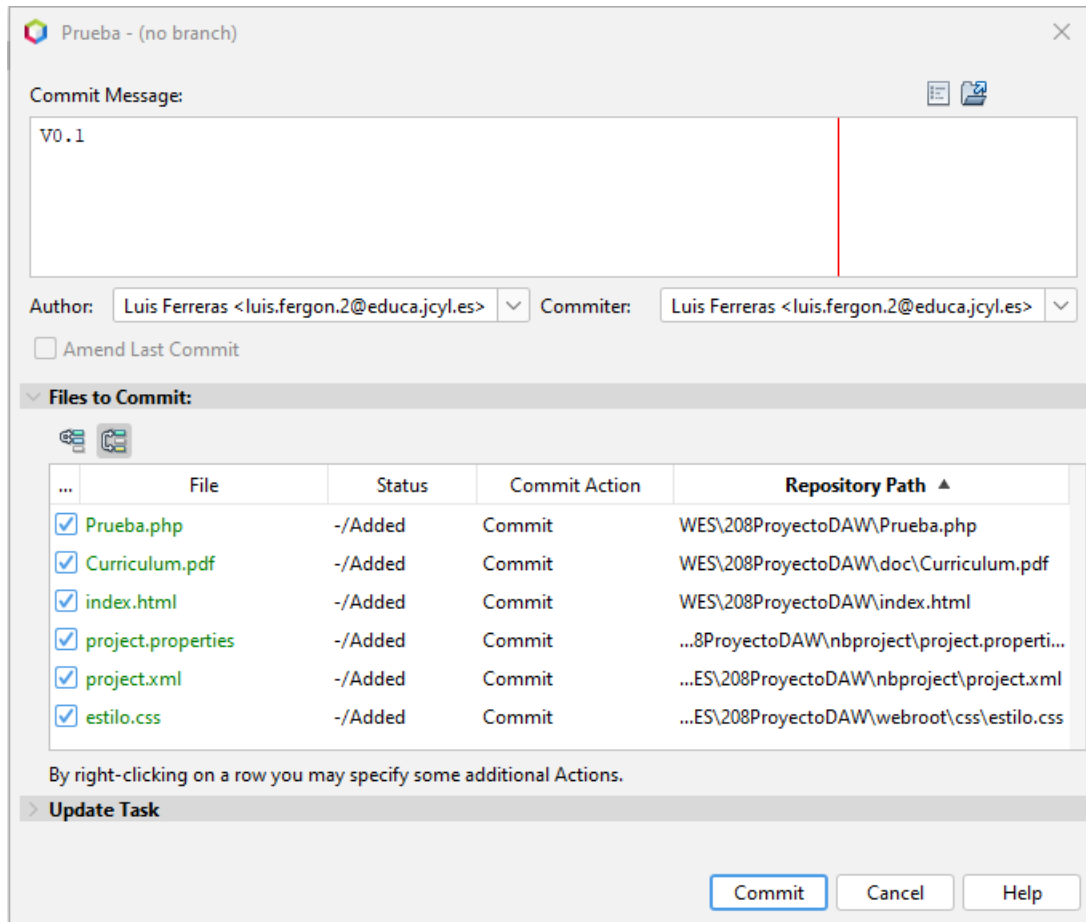 Prueba - (no branch)
Commit Message:
V0.1
Author: Luis Ferreras <luis.fergon.2@educa.jcyl.es> Commiter: Luis Ferreras <luis.fergon.2@educa.jcyl.es>
Amend Last Commit
Files to Commit:
... File Status Commit Action Repository Path
Prueba.php -/Added Commit WES\208ProyectoDAW\Prueba.php
Curriculum.pdf -/Added Commit WES\208ProyectoDAW\doc\Curriculum.pdf
index.html -/Added Commit WES\208ProyectoDAW\index.html
project.properties -/Added Commit ...8ProyectoDAW\nbproject\project.properti...
project.xml -/Added Commit ...ES\208ProyectoDAW\nbproject\project.xml
estilo.css -/Added Commit ...ES\208ProyectoDAW\webroot\css\estilo.css
By right-clicking on a row you may specify some additional Actions.
Update Task
Commit Cancel Help